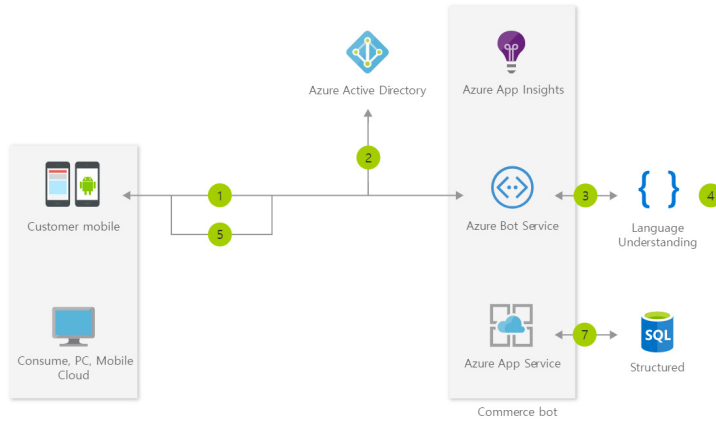 Azure Active Directory
Azure App Insights
2
1
3
4
Customer mobile
5
Azure Bot Service
Language
Understanding
SQL
7
Consume, PC, Mobile
Cloud
Azure App Service
Structured
Commerce bot